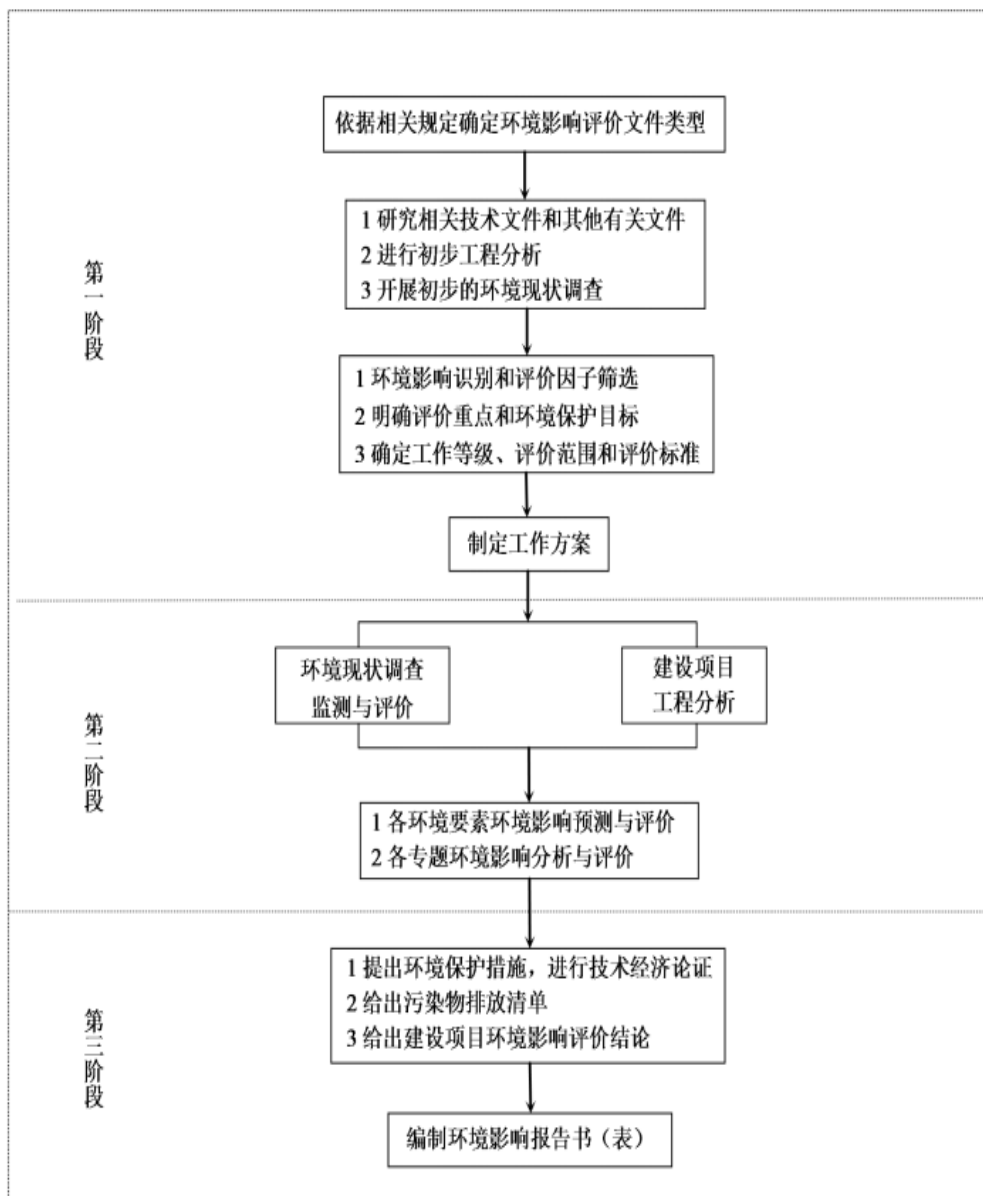 依据相关规定确定环境影响评价文件类型
1 研究相关技术文件和其他有关文件
2 进行初步工程分析
3 开展初步的环境现状调查
第一阶段
1 环境影响识别和评价因子筛选
2 明确评价重点和环境保护目标
3 确定工作等级、评价范围和评价标准
制定工作方案
环境现状调查
监测与评价
建设项目
工程分析
第二阶段
1 各环境要素环境影响预测与评价
2 各专题环境影响分析与评价
1 提出环境保护措施，进行技术经济论证
2 给出污染物排放清单
3 给出建设项目环境影响评价结论
第三阶段
编制环境影响报告书（表）